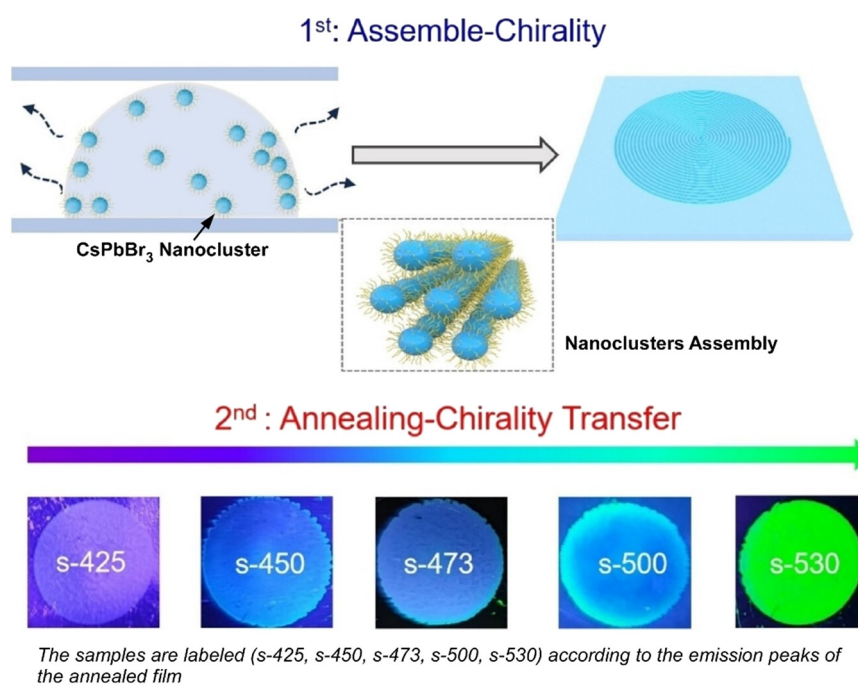 1st: Assemble-Chirality
CsPbBr3 Nanocluster
Nanoclusters Assembly
2nd : Annealing-Chirality Transfer
s-425 s-450 s-473 s-500 s-530
The samples are labeled (s-425, s-450, s-473, s-500, s-530) according to the emission peaks of
the annealed film